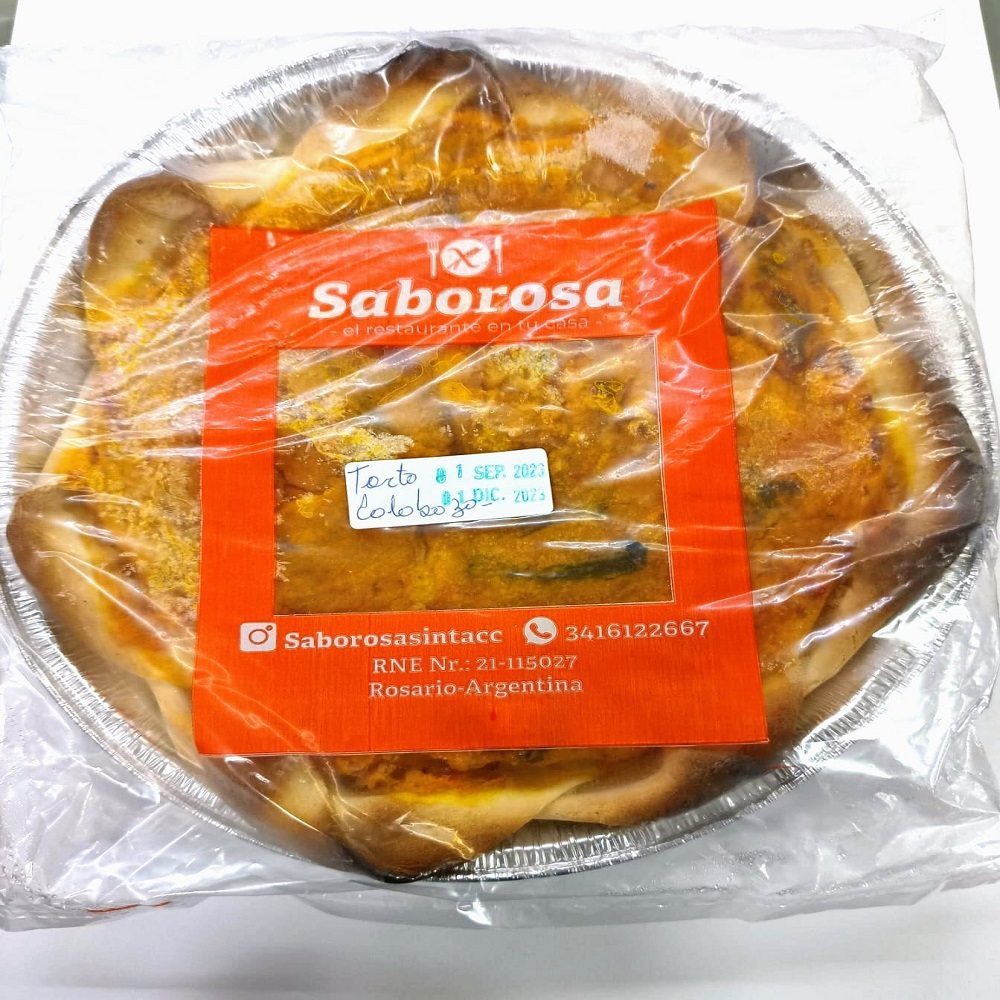 Saborosa
- el restaurante en tu casa -
Tarta 01 SEP. 2023
Calabaza 01 DIC. 2023
Saborosasintacc 3416122667
RNE Nr.: 21-115027
Rosario-Argentina